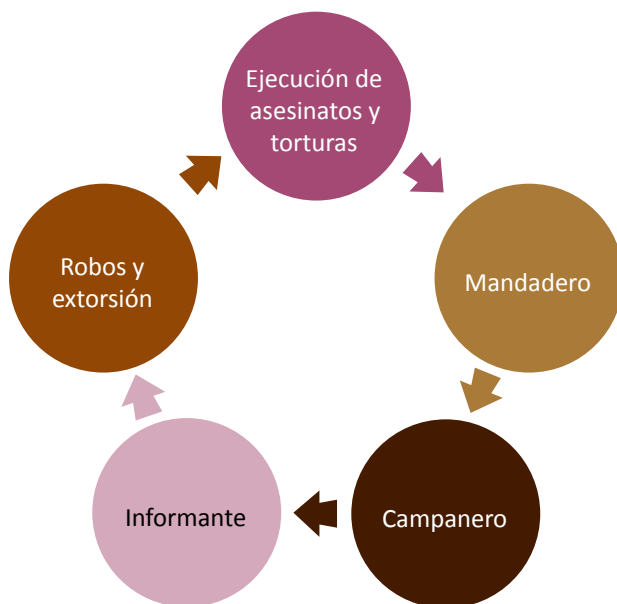 Ejecución de
asesinatos y
torturas
Mandadero
Campanero
Informante
Robos y
extorsión